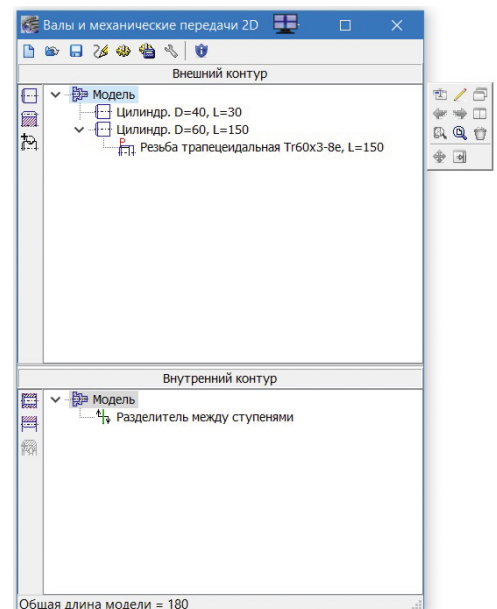 Валы и механические передачи 2D
Внешний контур
Модель
Цилиндр. D=40, L=30
Цилиндр. D=60, L=150
Резьба трапецеидальная Tr60x3-8e, L=150
Внутренний контур
Модель
Разделитель между ступенями
Общая длина модели = 180